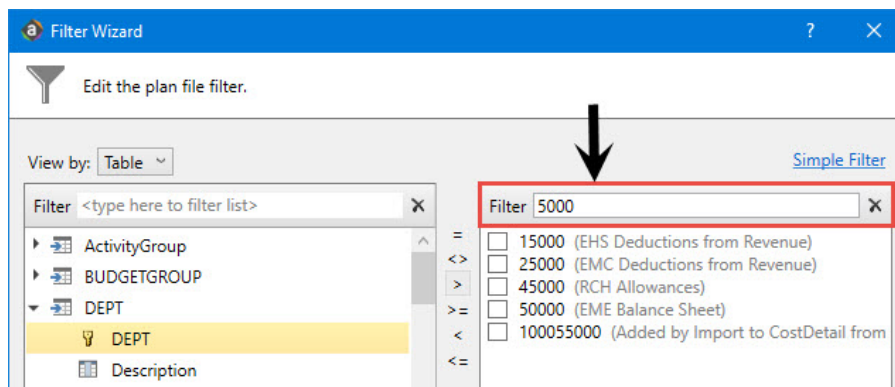 Filter Wizard ? ×
Edit the plan file filter.
View by: Table
Simple Filter
Filter <type here to filter list>
ActivityGroup
BUDGETGROUP
DEPT
DEPT
Description
=
<>
>
>=
<
<=
Filter 5000
15000 (EHS Deductions from Revenue)
25000 (EMC Deductions from Revenue)
45000 (RCH Allowances)
50000 (EME Balance Sheet)
100055000 (Added by Import to CostDetail from